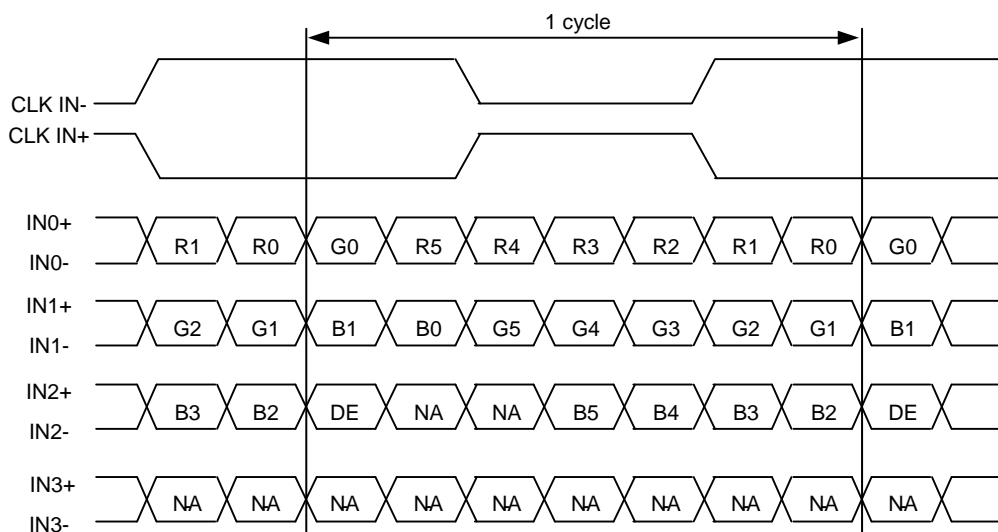 1 cycle
CLK IN-
CLK IN+
IN0+
R1 R0 G0 R5 R4 R3 R2 R1 R0 G0
IN0-
IN1+
G2 G1 B1 B0 G5 G4 G3 G2 G1 B1
IN1-
IN2+
B3 B2 DE NA NA B5 B4 B3 B2 DE
IN2-
IN3+
NA NA NA NA NA NA NA NA NA NA
IN3-